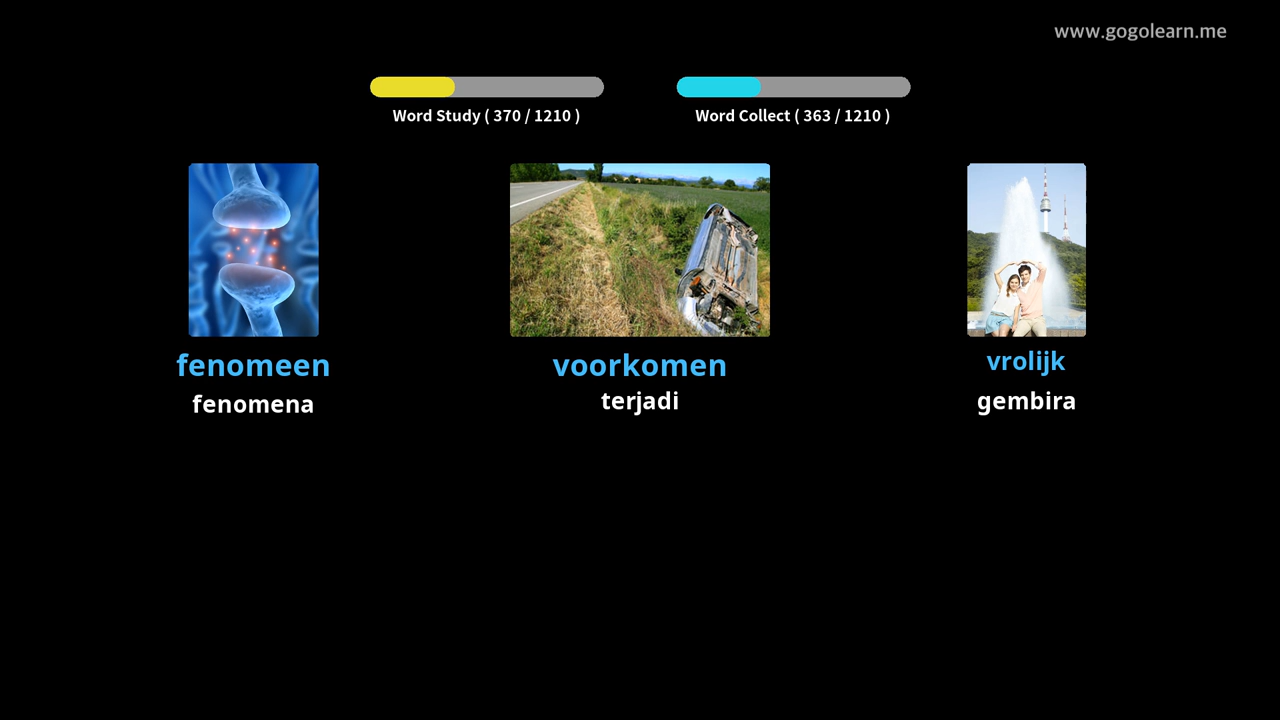 www.gogolearn.me
Word Study ( 370 / 1210 )
Word Collect ( 363 / 1210 )
fenomeen
fenomena
voorkomen
terjadi
vrolijk
gembira